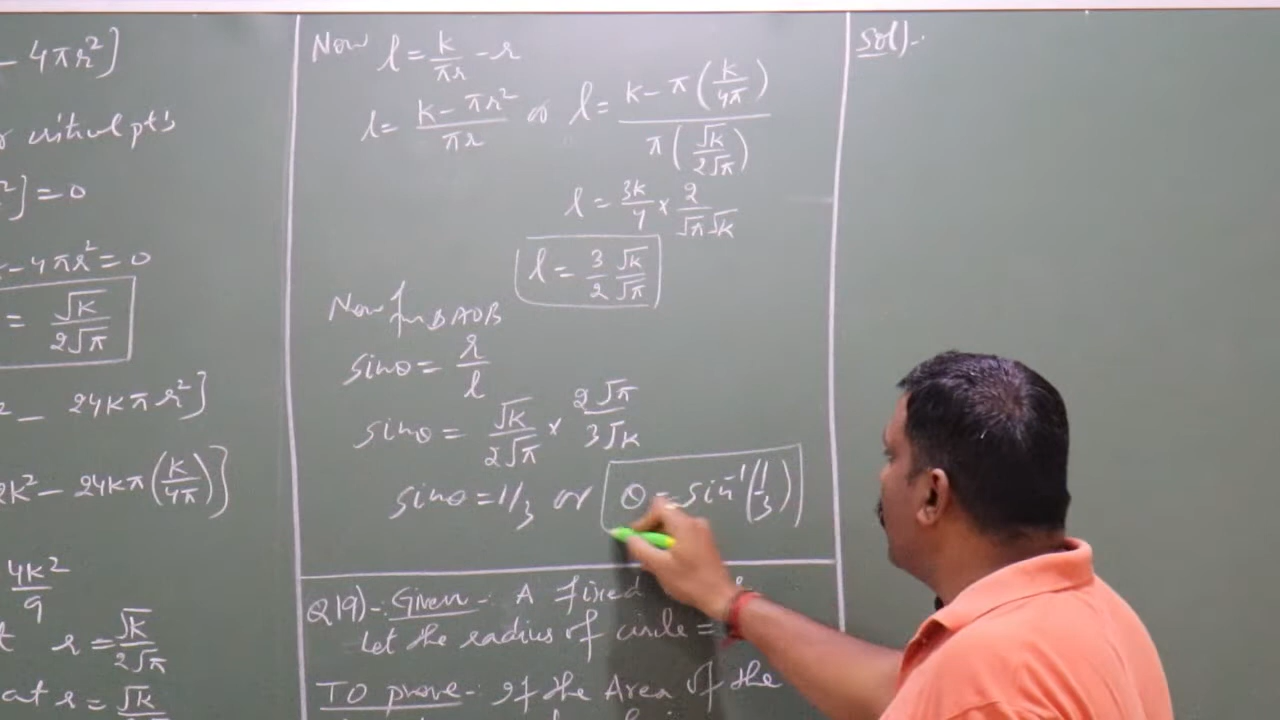 - 4πr²]
critical pt's
²] = 0
k - 4πr² = 0
= √k / 2√π
² - 24kπr²]
2k² - 24kπ(k/4π)]
4k²/9
r = √k / 2√π
at r = √k
Now l = k/πr - r
l = (k - πr²)/πr or l = (k - π(k/4π)) / π(√k/2√π)
l = 3k/4 × 2/√π√k
l = 3/2 √k/√π
Now in ΔAOB
sinθ = r/l
sinθ = √k/2√π × 2√π/3√k
sinθ = 1/3 or θ = sin⁻¹(1/3)
Q19) -: Given -: A fixed
Let the radius of circle =
TO prove -: If the Area of the
Sol) -.